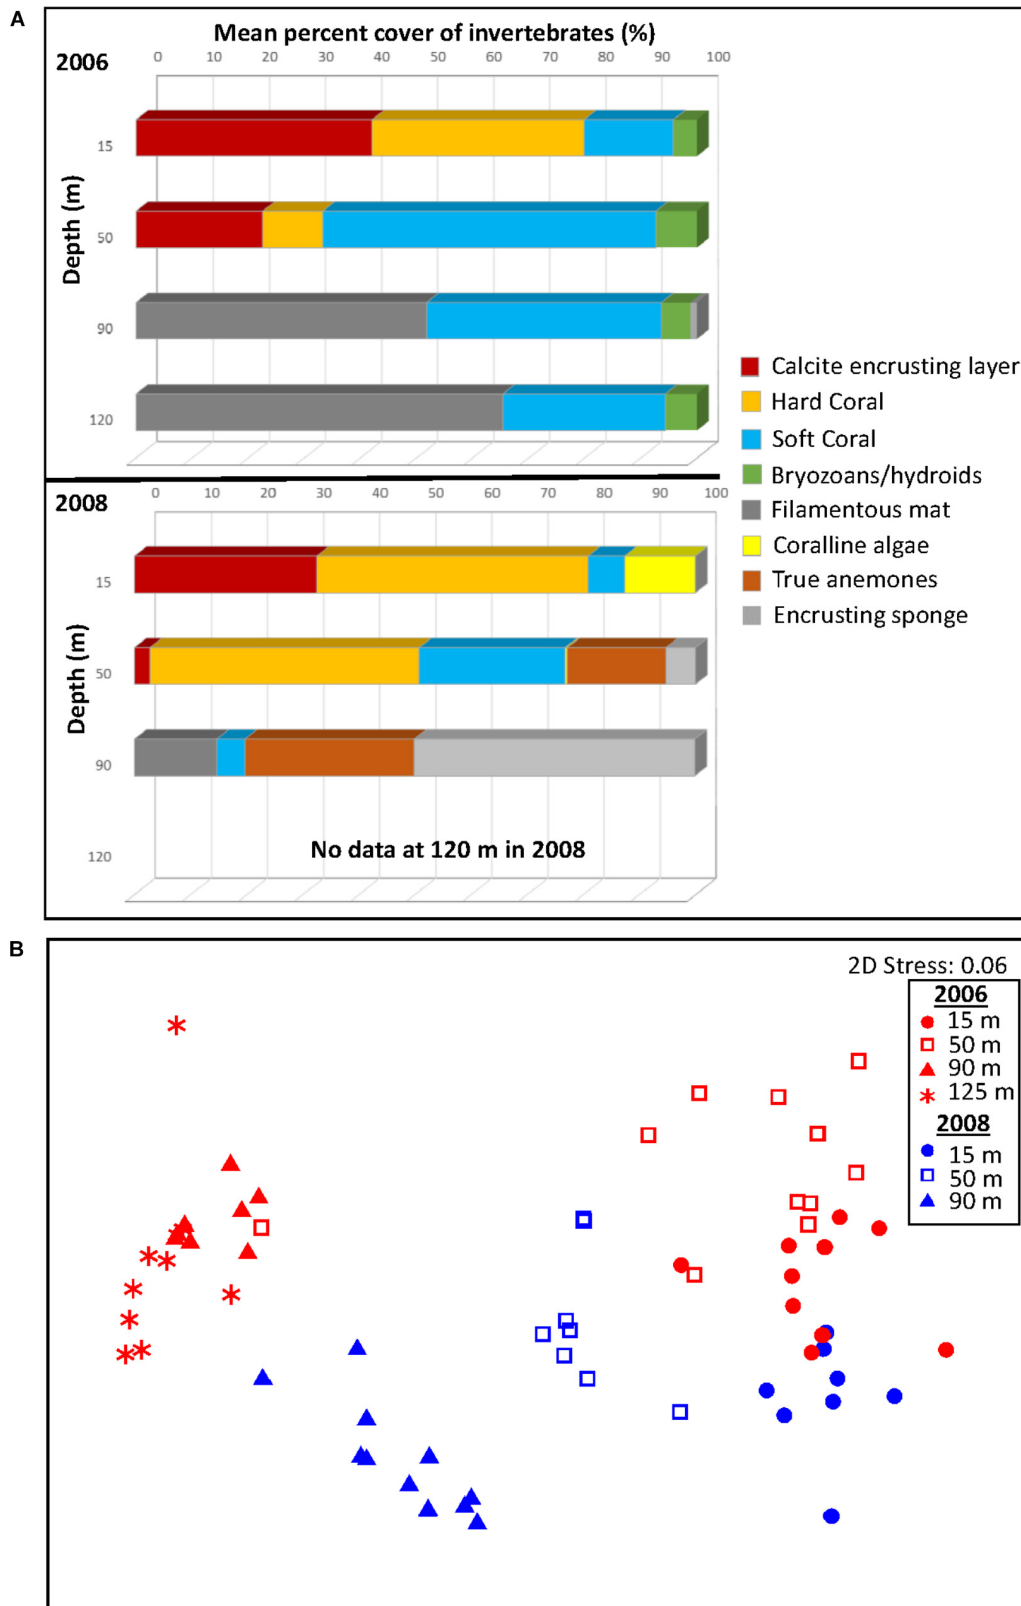 A
Mean percent cover of invertebrates (%)
2006
0 10 20 30 40 50 60 70 80 90 100
15
50
90
120
Depth (m)
Calcite encrusting layer
Hard Coral
Soft Coral
Bryozoans/hydroids
Filamentous mat
Coralline algae
True anemones
Encrusting sponge
2008
0 10 20 30 40 50 60 70 80 90 100
15
50
90
120
Depth (m)
No data at 120 m in 2008
B
2D Stress: 0.06
2006
15 m
50 m
90 m
125 m
2008
15 m
50 m
90 m